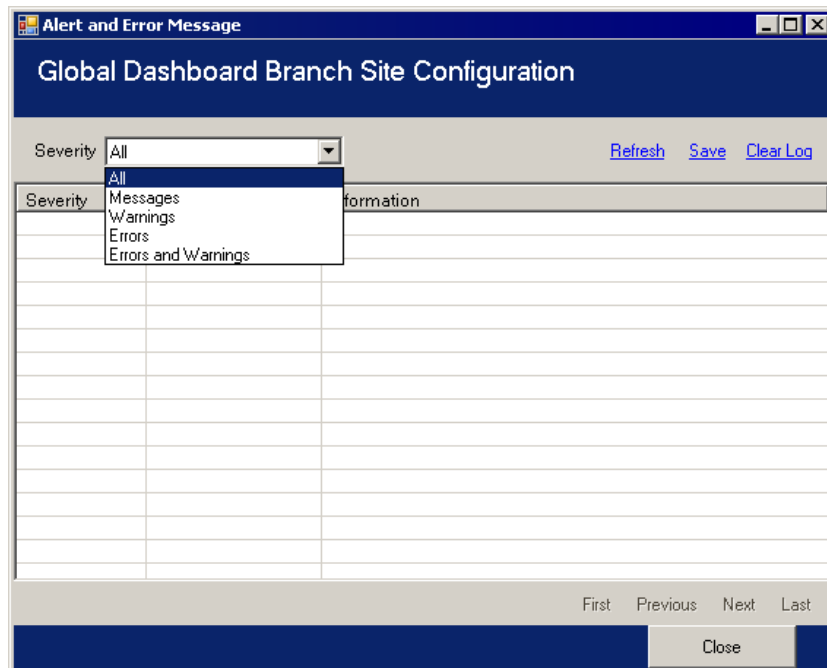 Alert and Error Message
Global Dashboard Branch Site Configuration
Severity All Refresh Save Clear Log
All
Messages
Warnings
Errors
Errors and Warnings
Severity formation
First Previous Next Last
Close